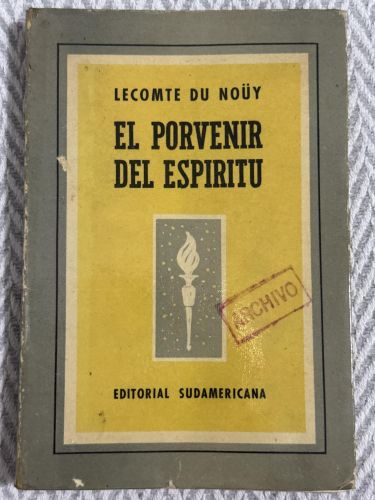 LECOMTE DU NOÜY
EL PORVENIR
DEL ESPIRITU
ARCHIVO
EDITORIAL SUDAMERICANA